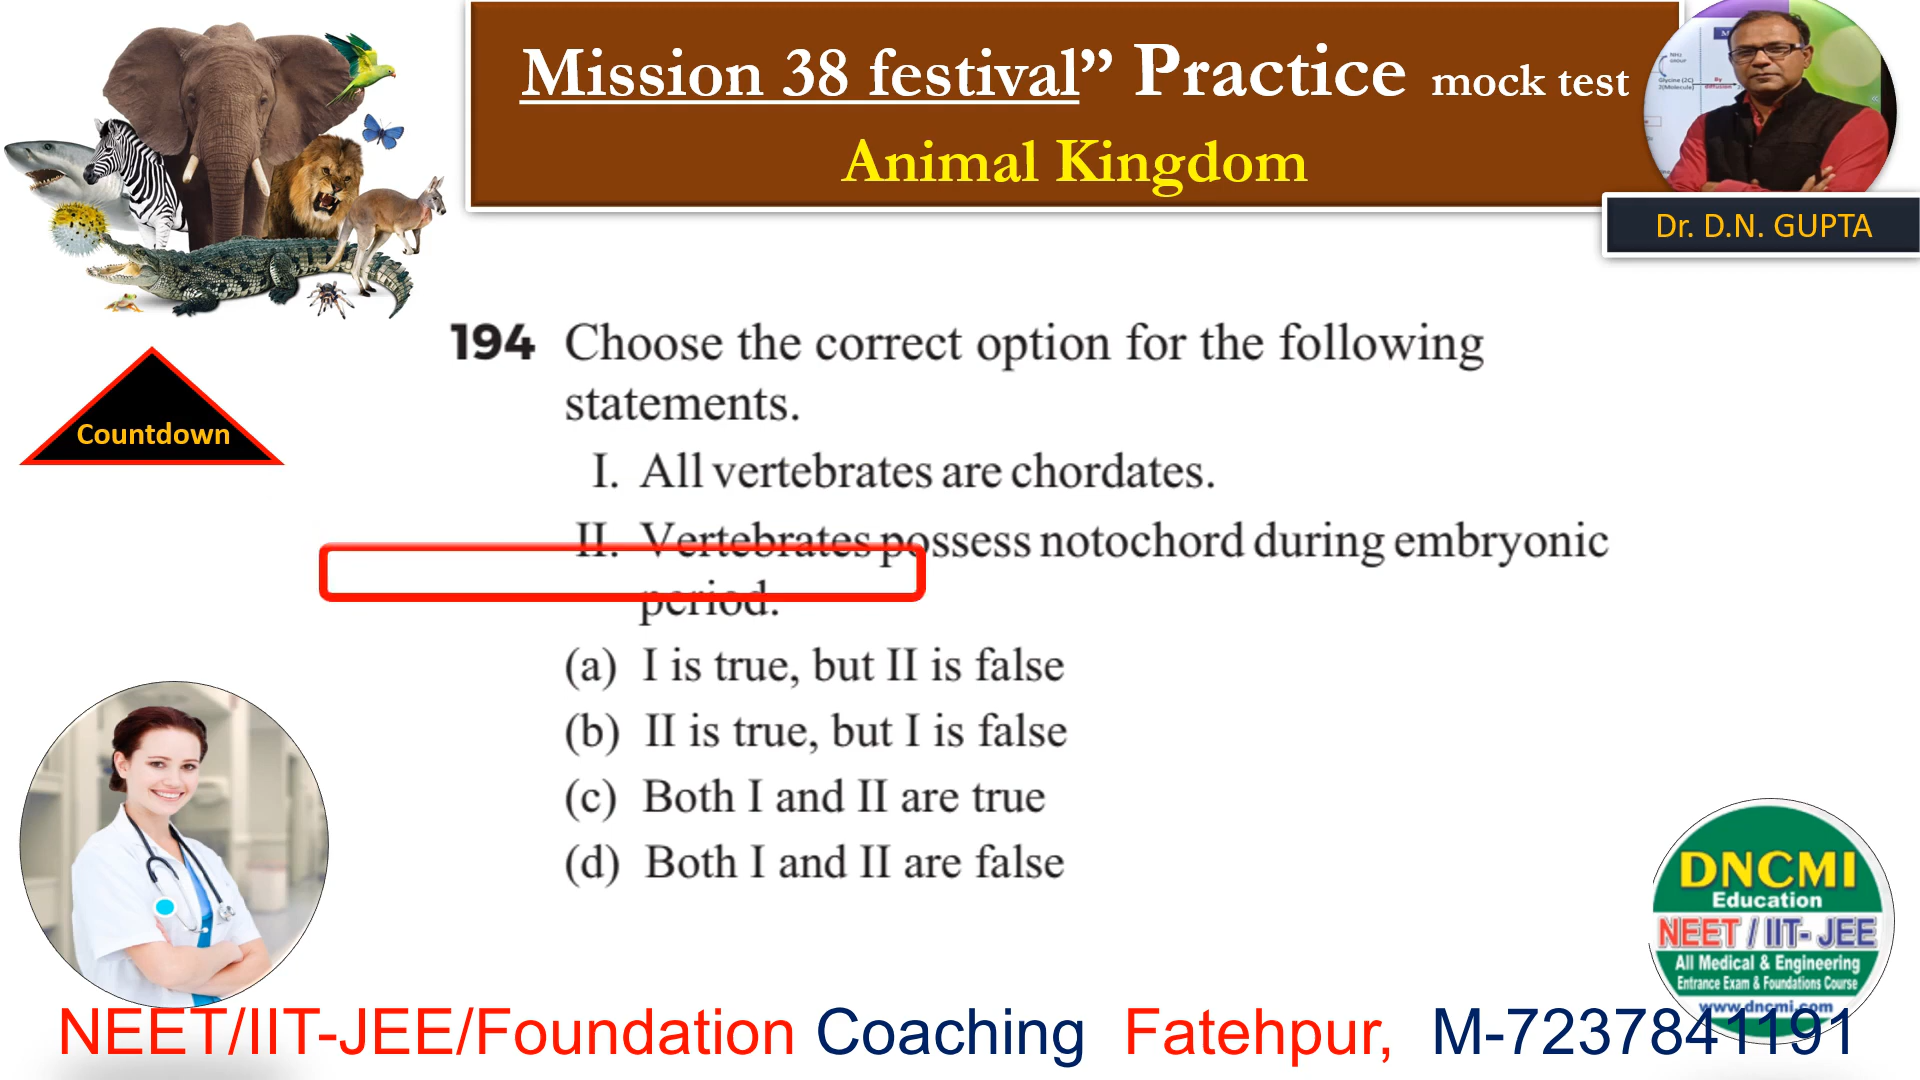 Mission 38 festival” Practice mock test
Animal Kingdom
Dr. D.N. GUPTA
Countdown
194 Choose the correct option for the following
statements.
I. All vertebrates are chordates.
II. Vertebrates possess notochord during embryonic
period.
(a) I is true, but II is false
(b) II is true, but I is false
(c) Both I and II are true
(d) Both I and II are false
DNCMI
Education
NEET / IIT- JEE
All Medical & Engineering
Entrance Exam & Foundations Course
www.dncmi.com
NEET/IIT-JEE/Foundation Coaching Fatehpur, M-7237841191